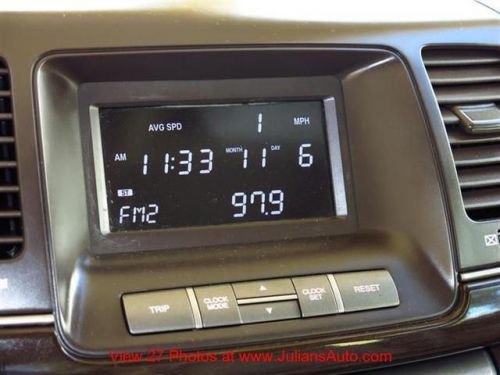 AVG SPD 1 MPH
AM 11:33 MONTH 11 DAY 6
ST
FM2 97.9
TRIP CLOCK MODE CLOCK SET RESET
View 27 Photos at www.JuliansAuto.com